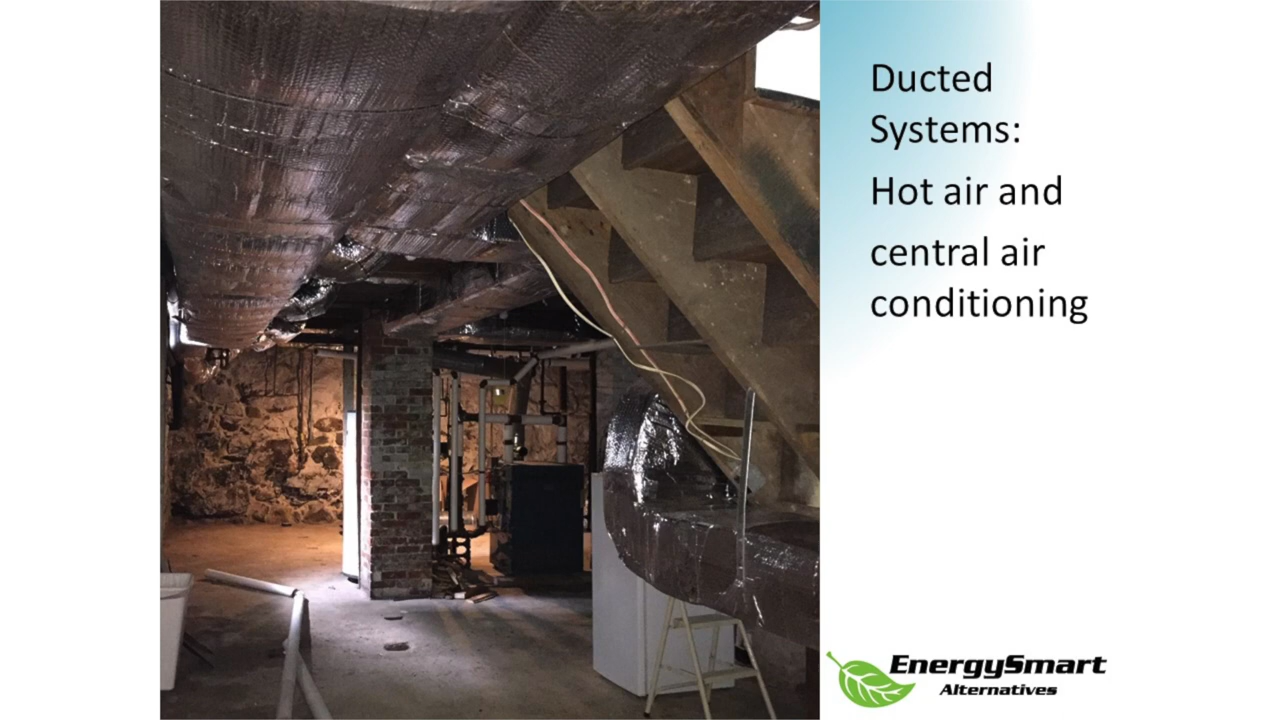 Ducted
Systems:
Hot air and
central air
conditioning
EnergySmart
Alternatives